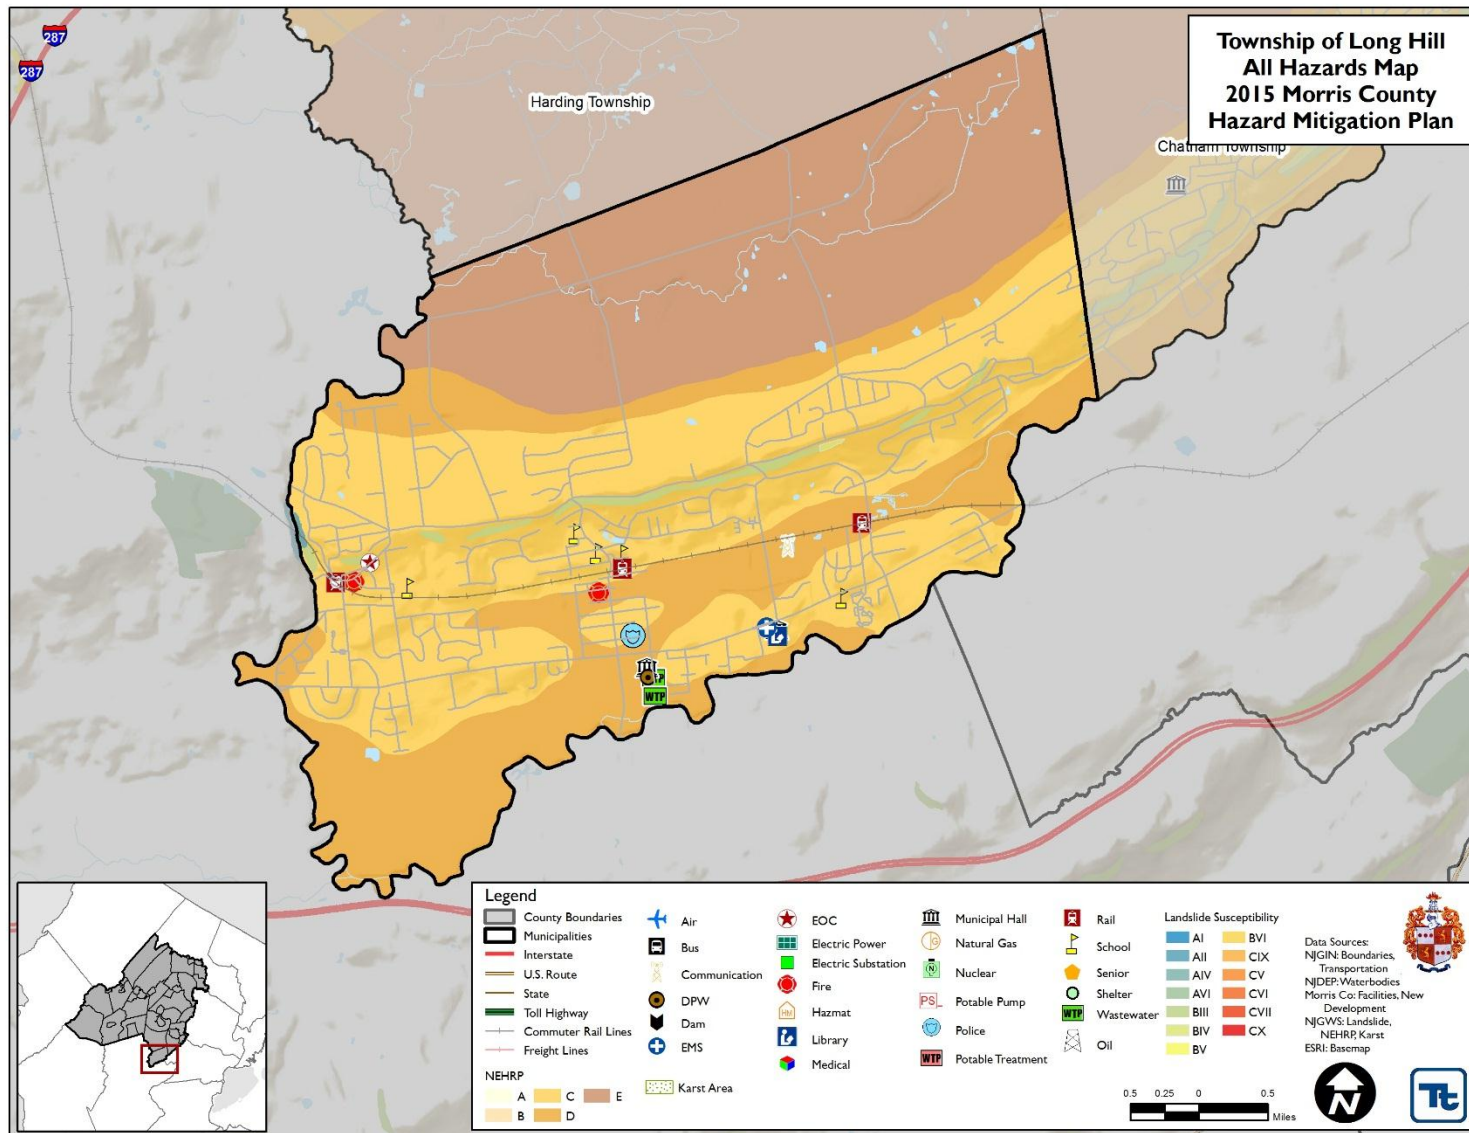 287
287
Township of Long Hill
All Hazards Map
2015 Morris County
Hazard Mitigation Plan
Harding Township
Chatham Township
WTP
Legend
County Boundaries
Municipalities
Interstate
U.S. Route
State
Toll Highway
Commuter Rail Lines
Freight Lines
NEHRP
A
C
E
B
D
Air
Bus
Communication
DPW
Dam
EMS
Karst Area
EOC
Electric Power
Electric Substation
Fire
HM Hazmat
Library
Medical
Municipal Hall
G Natural Gas
N Nuclear
PS Potable Pump
Police
WTP Potable Treatment
Rail
School
Senior
Shelter
WTP Wastewater
Oil
Landslide Susceptibility
AI
AII
AIV
AVI
BIII
BIV
BV
BVI
CIX
CV
CVI
CVII
CX
Data Sources:
NJGIN: Boundaries,
Transportation
NJDEP: Waterbodies
Morris Co: Facilities, New
Development
NJGWS: Landslide,
NEHRP, Karst
ESRI: Basemap
0.5 0.25 0 0.5
Miles
N
Tt